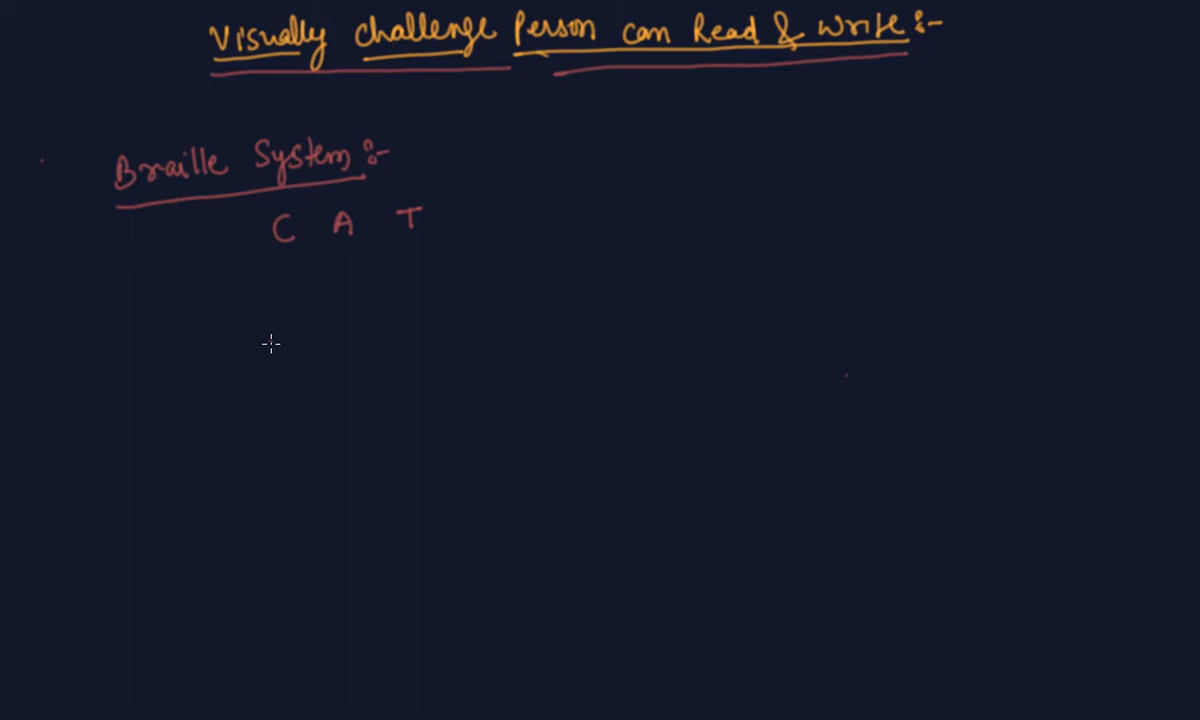 Visually challenge Person can Read & Write :-
Braille System :-
C A T